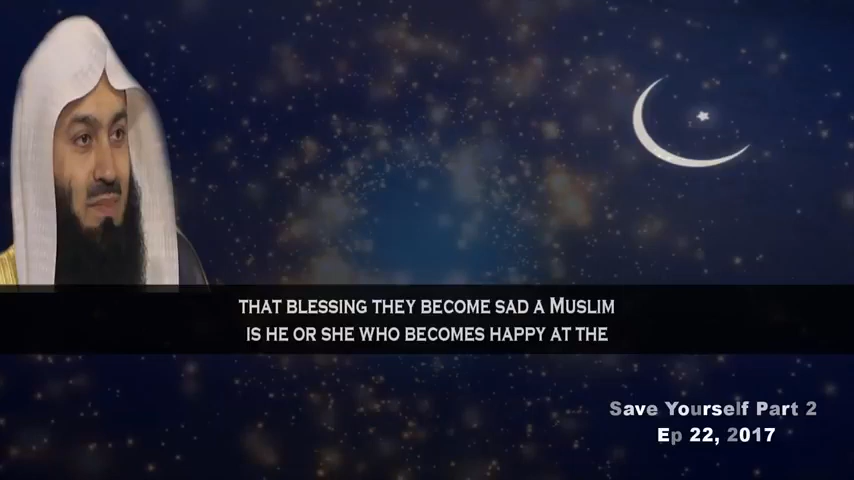 THAT BLESSING THEY BECOME SAD A MUSLIM
IS HE OR SHE WHO BECOMES HAPPY AT THE
Save Yourself Part 2
Ep 22, 2017